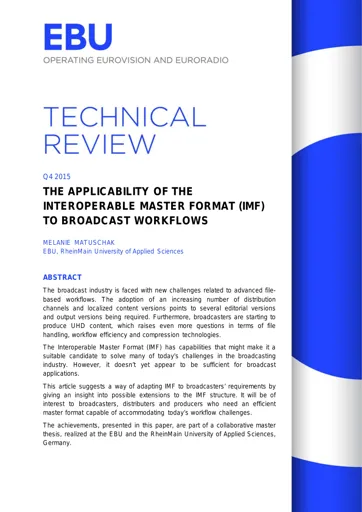 EBU
OPERATING EUROVISION AND EURORADIO
TECHNICAL
REVIEW
Q4 2015
THE APPLICABILITY OF THE
INTEROPERABLE MASTER FORMAT (IMF)
TO BROADCAST WORKFLOWS
MELANIE MATUSCHAK
EBU, RheinMain University of Applied Sciences
ABSTRACT
The broadcast industry is faced with new challenges related to advanced file-
based workflows. The adoption of an increasing number of distribution
channels and localized content versions points to several editorial versions
and output versions being required. Furthermore, broadcasters are starting to
produce UHD content, which raises even more questions in terms of file
handling, workflow efficiency and compression technologies.
The Interoperable Master Format (IMF) has capabilities that might make it a
suitable candidate to solve many of today's challenges in the broadcasting
industry. However, it doesn't yet appear to be sufficient for broadcast
applications.
This article suggests a way of adapting IMF to broadcasters' requirements by
giving an insight into possible extensions to the IMF structure. It will be of
interest to broadcasters, distributers and producers who need an efficient
master format capable of accommodating today's workflow challenges.
The achievements, presented in this paper, are part of a collaborative master
thesis, realized at the EBU and the RheinMain University of Applied Sciences,
Germany.